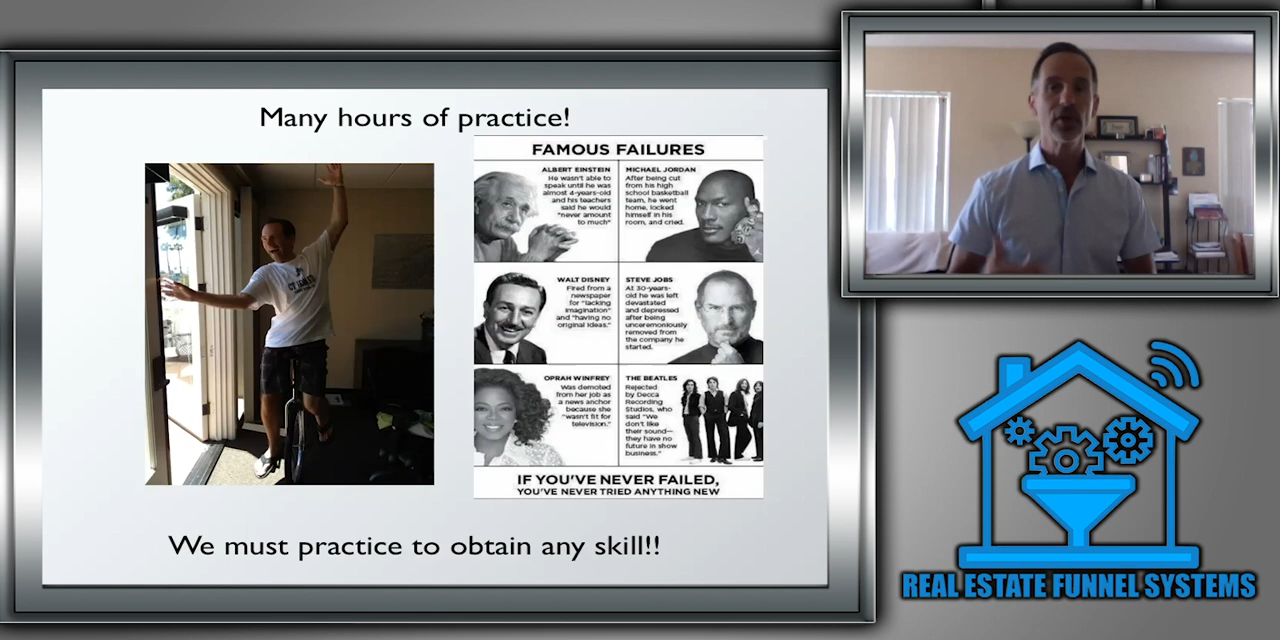 Many hours of practice!
FAMOUS FAILURES
ALBERT EINSTEIN
He wasn't able to
speak until he was
almost 4-years-old
and his teachers
said he would
"never amount
to much"
MICHAEL JORDAN
After being cut
from his high
school basketball
team, he went
home, locked
himself in his
room, and cried.
WALT DISNEY
Fired from a
newspaper
for "lacking
imagination"
and "having no
original ideas."
STEVE JOBS
At 30-years-
old he was left
devastated
and depressed
after being
unceremoniously
removed from
the company he
started.
OPRAH WINFREY
Was demoted
from her job as
a news anchor
because she
"wasn't fit for
television."
THE BEATLES
Rejected
by Decca
Recording
Studios, who
said "We
don't like
their sound—
they have no
future in show
business."
IF YOU'VE NEVER FAILED,
YOU'VE NEVER TRIED ANYTHING NEW
We must practice to obtain any skill!!
REAL ESTATE FUNNEL SYSTEMS